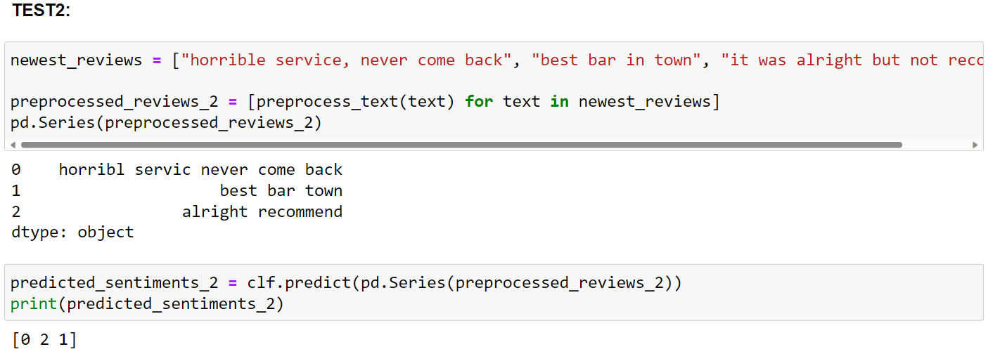 TEST2:
newest_reviews = ["horrible service, never come back", "best bar in town", "it was alright but not reco
preprocessed_reviews_2 = [preprocess_text(text) for text in newest_reviews]
pd.Series(preprocessed_reviews_2)
0    horribl servic never come back
1                     best bar town
2                 alright recommend
dtype: object
predicted_sentiments_2 = clf.predict(pd.Series(preprocessed_reviews_2))
print(predicted_sentiments_2)
[0 2 1]